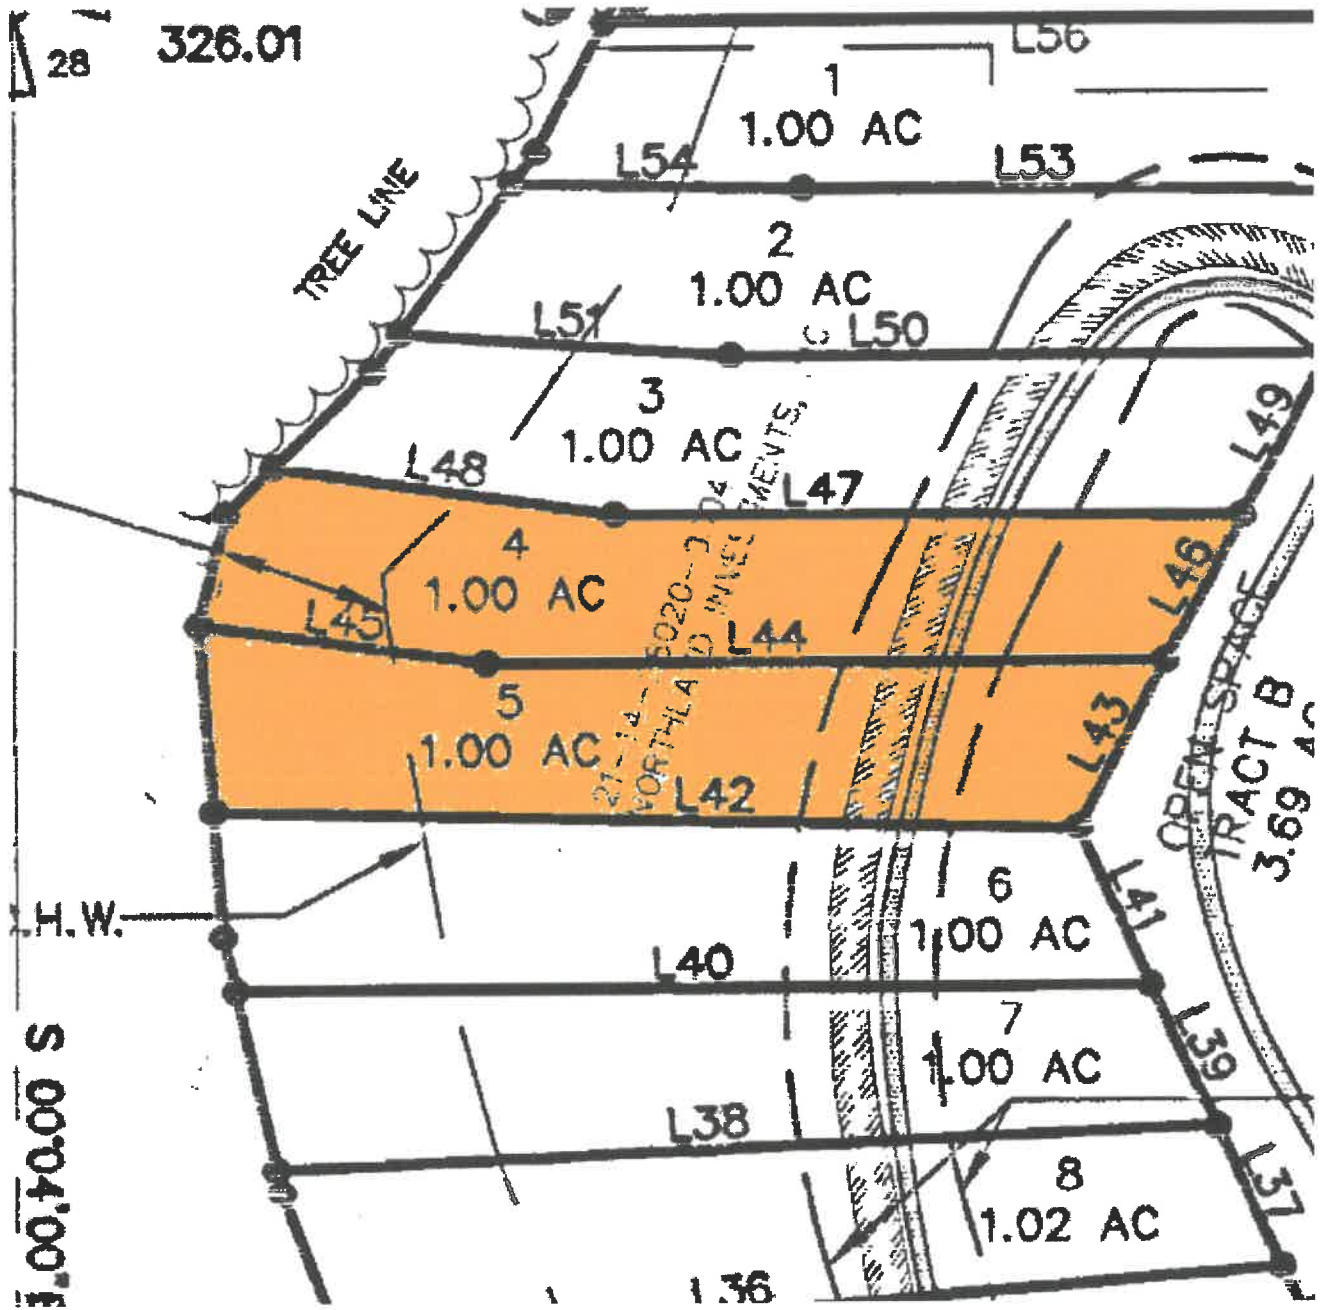 28
326.01
L56
1
1.00 AC
L54
L53
TREE LINE
2
1.00 AC
L51
L50
3
1.00 AC
L49
L48
L47
4
1.00 AC
L46
L45
L44
5
1.00 AC
L43
L42
OPEN SPACE
TRACT B
3.69
6
1.00 AC
L41
H.W.
L40
7
1.00 AC
L39
L38
8
1.02 AC
L37
L36
S 00°04'00"E